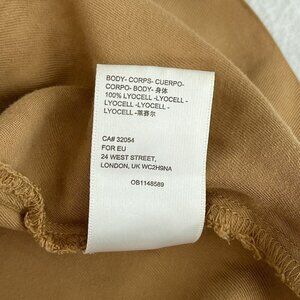 BODY- CORPS- CUERPO-
CORPO- BODY- 身体
100% LYOCELL -LYOCELL -
LYOCELL -LYOCELL -
LYOCELL -莱赛尔
CA# 32054
FOR EU
24 WEST STREET,
LONDON, UK WC2H9NA
OB1148589